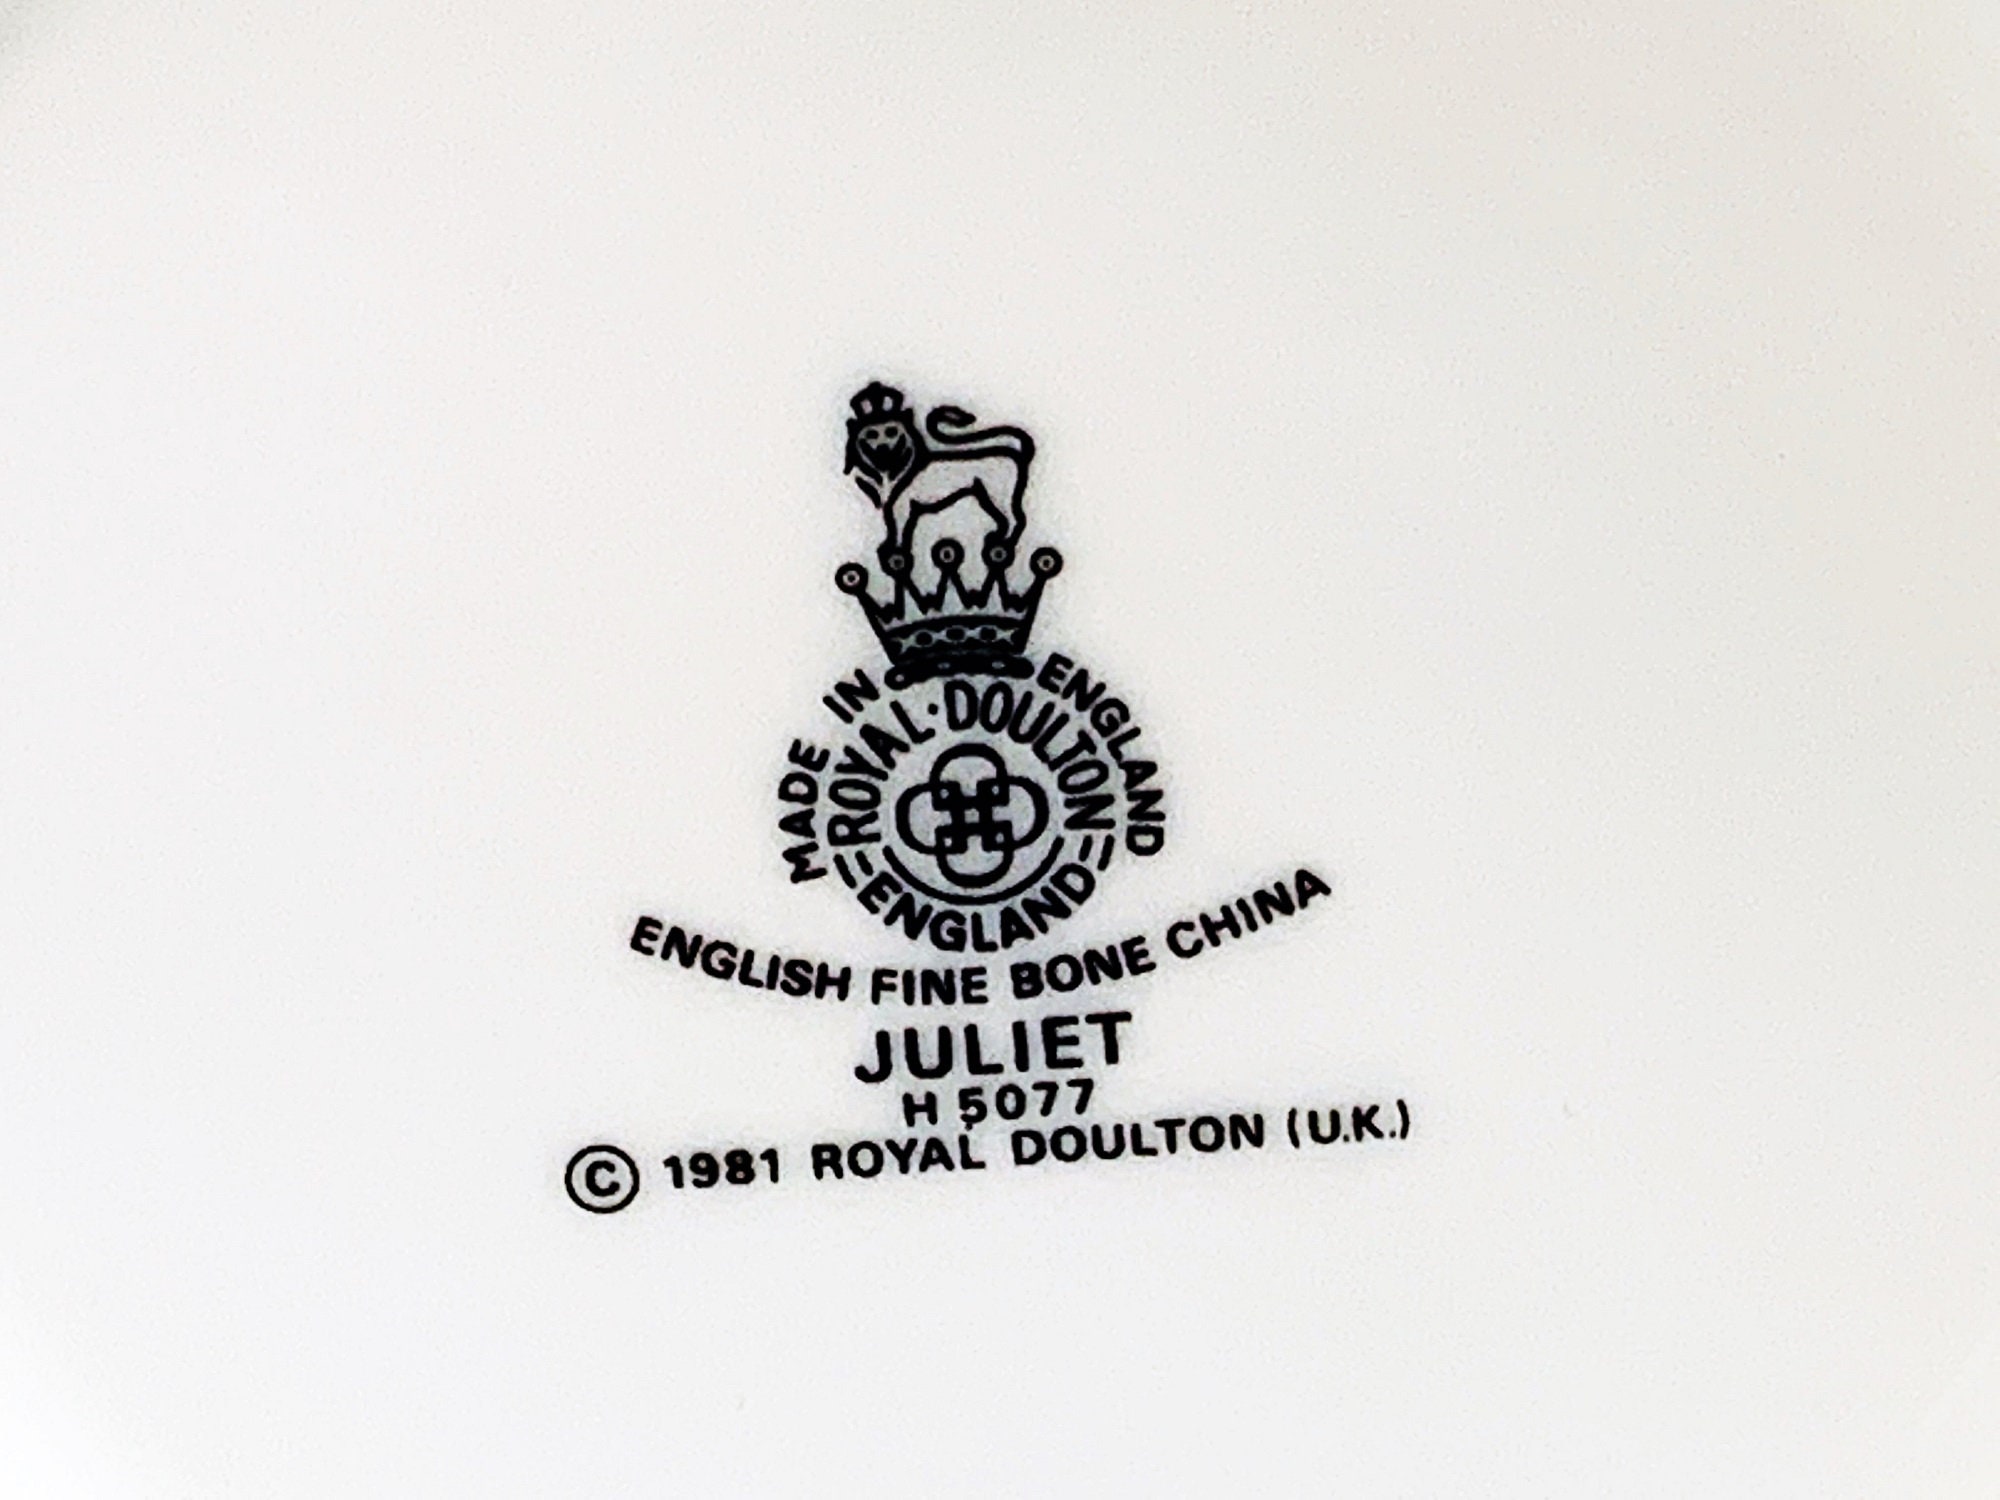 MADE IN ENGLAND
ROYAL·DOULTON
ENGLAND
ENGLISH FINE BONE CHINA
JULIET
H 5077
© 1981 ROYAL DOULTON (U.K.)